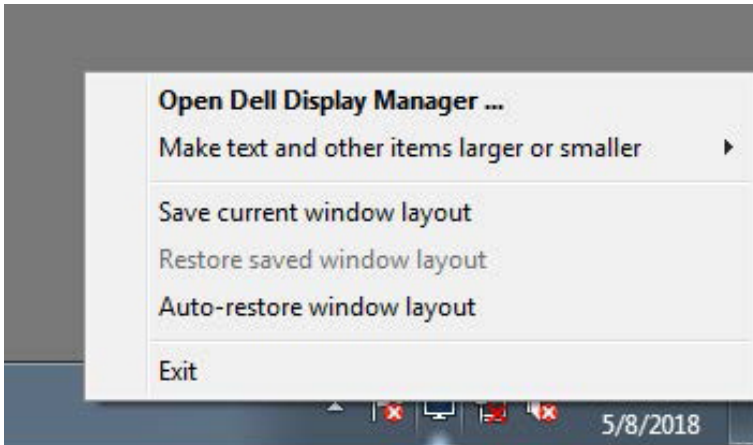 Open Dell Display Manager ...
Make text and other items larger or smaller
Save current window layout
Restore saved window layout
Auto-restore window layout
Exit
5/8/2018